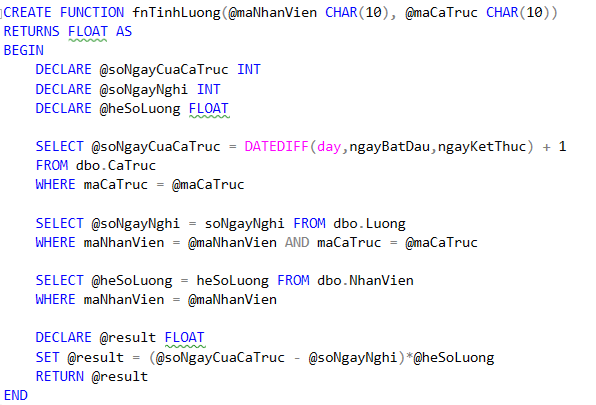 CREATE FUNCTION fnTinhLuong(@maNhanVien CHAR(10), @maCaTruc CHAR(10))
RETURNS FLOAT AS
BEGIN
    DECLARE @soNgayCuaCaTruc INT
    DECLARE @soNgayNghi INT
    DECLARE @heSoLuong FLOAT

    SELECT @soNgayCuaCaTruc = DATEDIFF(day,ngayBatDau,ngayKetThuc) + 1
    FROM dbo.CaTruc
    WHERE maCaTruc = @maCaTruc

    SELECT @soNgayNghi = soNgayNghi FROM dbo.Luong
    WHERE maNhanVien = @maNhanVien AND maCaTruc = @maCaTruc

    SELECT @heSoLuong = heSoLuong FROM dbo.NhanVien
    WHERE maNhanVien = @maNhanVien

    DECLARE @result FLOAT
    SET @result = (@soNgayCuaCaTruc - @soNgayNghi)*@heSoLuong
    RETURN @result
END